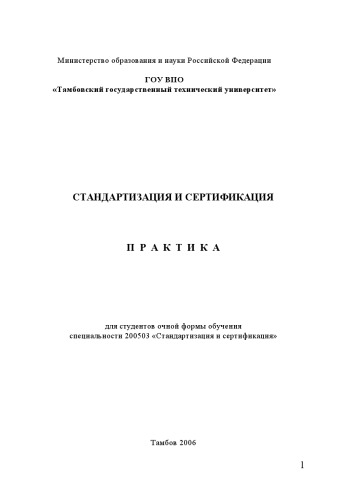 Министерство образования и науки Российской Федерации
ГОУ ВПО
«Тамбовский государственный технический университет»
СТАНДАРТИЗАЦИЯ И СЕРТИФИКАЦИЯ
П Р А К Т И К А
для студентов очной формы обучения
специальности 200503 «Стандартизация и сертификация»
Тамбов 2006
1